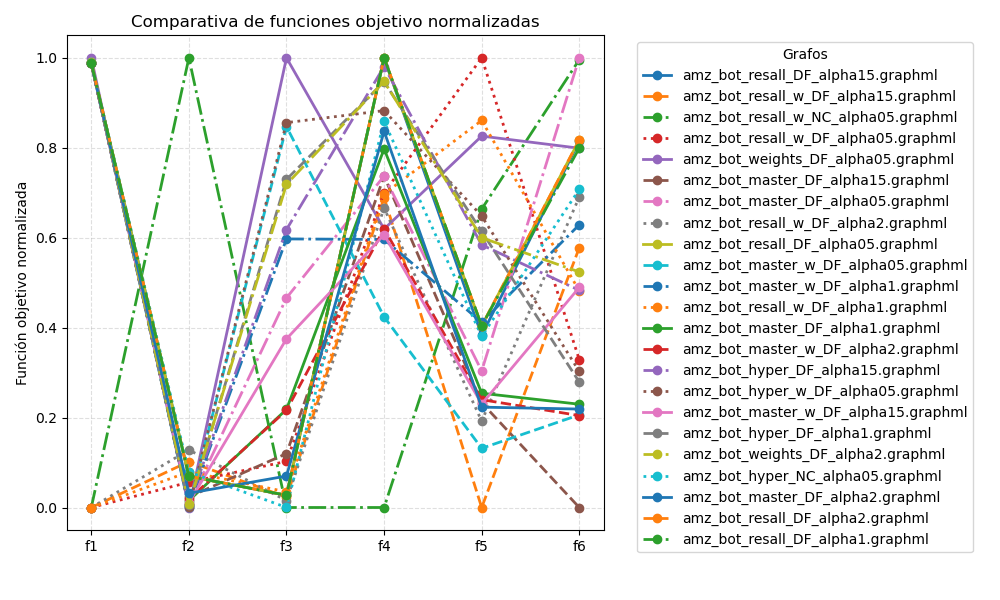 Comparativa de funciones objetivo normalizadas
Función objetivo normalizado
1.0
0.8
0.6
0.4
0.2
0.0
f1
f2
f3
f4
f5
f6
Grafos
amz_bot_resall_DF_alpha15.graphml
amz_bot_resall_w_DF_alpha15.graphml
amz_bot_resall_w_NC_alpha05.graphml
amz_bot_resall_w_DF_alpha05.graphml
amz_bot_weights_DF_alpha05.graphml
amz_bot_master_DF_alpha15.graphml
amz_bot_master_DF_alpha05.graphml
amz_bot_resall_w_DF_alpha2.graphml
amz_bot_resall_DF_alpha05.graphml
amz_bot_master_w_DF_alpha05.graphml
amz_bot_master_w_DF_alpha1.graphml
amz_bot_resall_w_DF_alpha1.graphml
amz_bot_master_DF_alpha1.graphml
amz_bot_master_w_DF_alpha2.graphml
amz_bot_hyper_DF_alpha15.graphml
amz_bot_hyper_w_DF_alpha05.graphml
amz_bot_master_w_DF_alpha15.graphml
amz_bot_hyper_DF_alpha1.graphml
amz_bot_weights_DF_alpha2.graphml
amz_bot_hyper_NC_alpha05.graphml
amz_bot_master_DF_alpha2.graphml
amz_bot_resall_DF_alpha2.graphml
amz_bot_resall_DF_alpha1.graphml